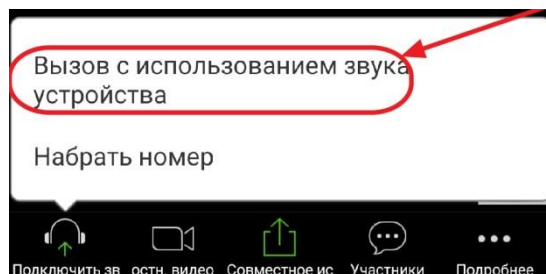 Вызов с использованием звука
устройства
Набрать номер
Подключить зв остн. видео Совместное ис Участники Подробнее